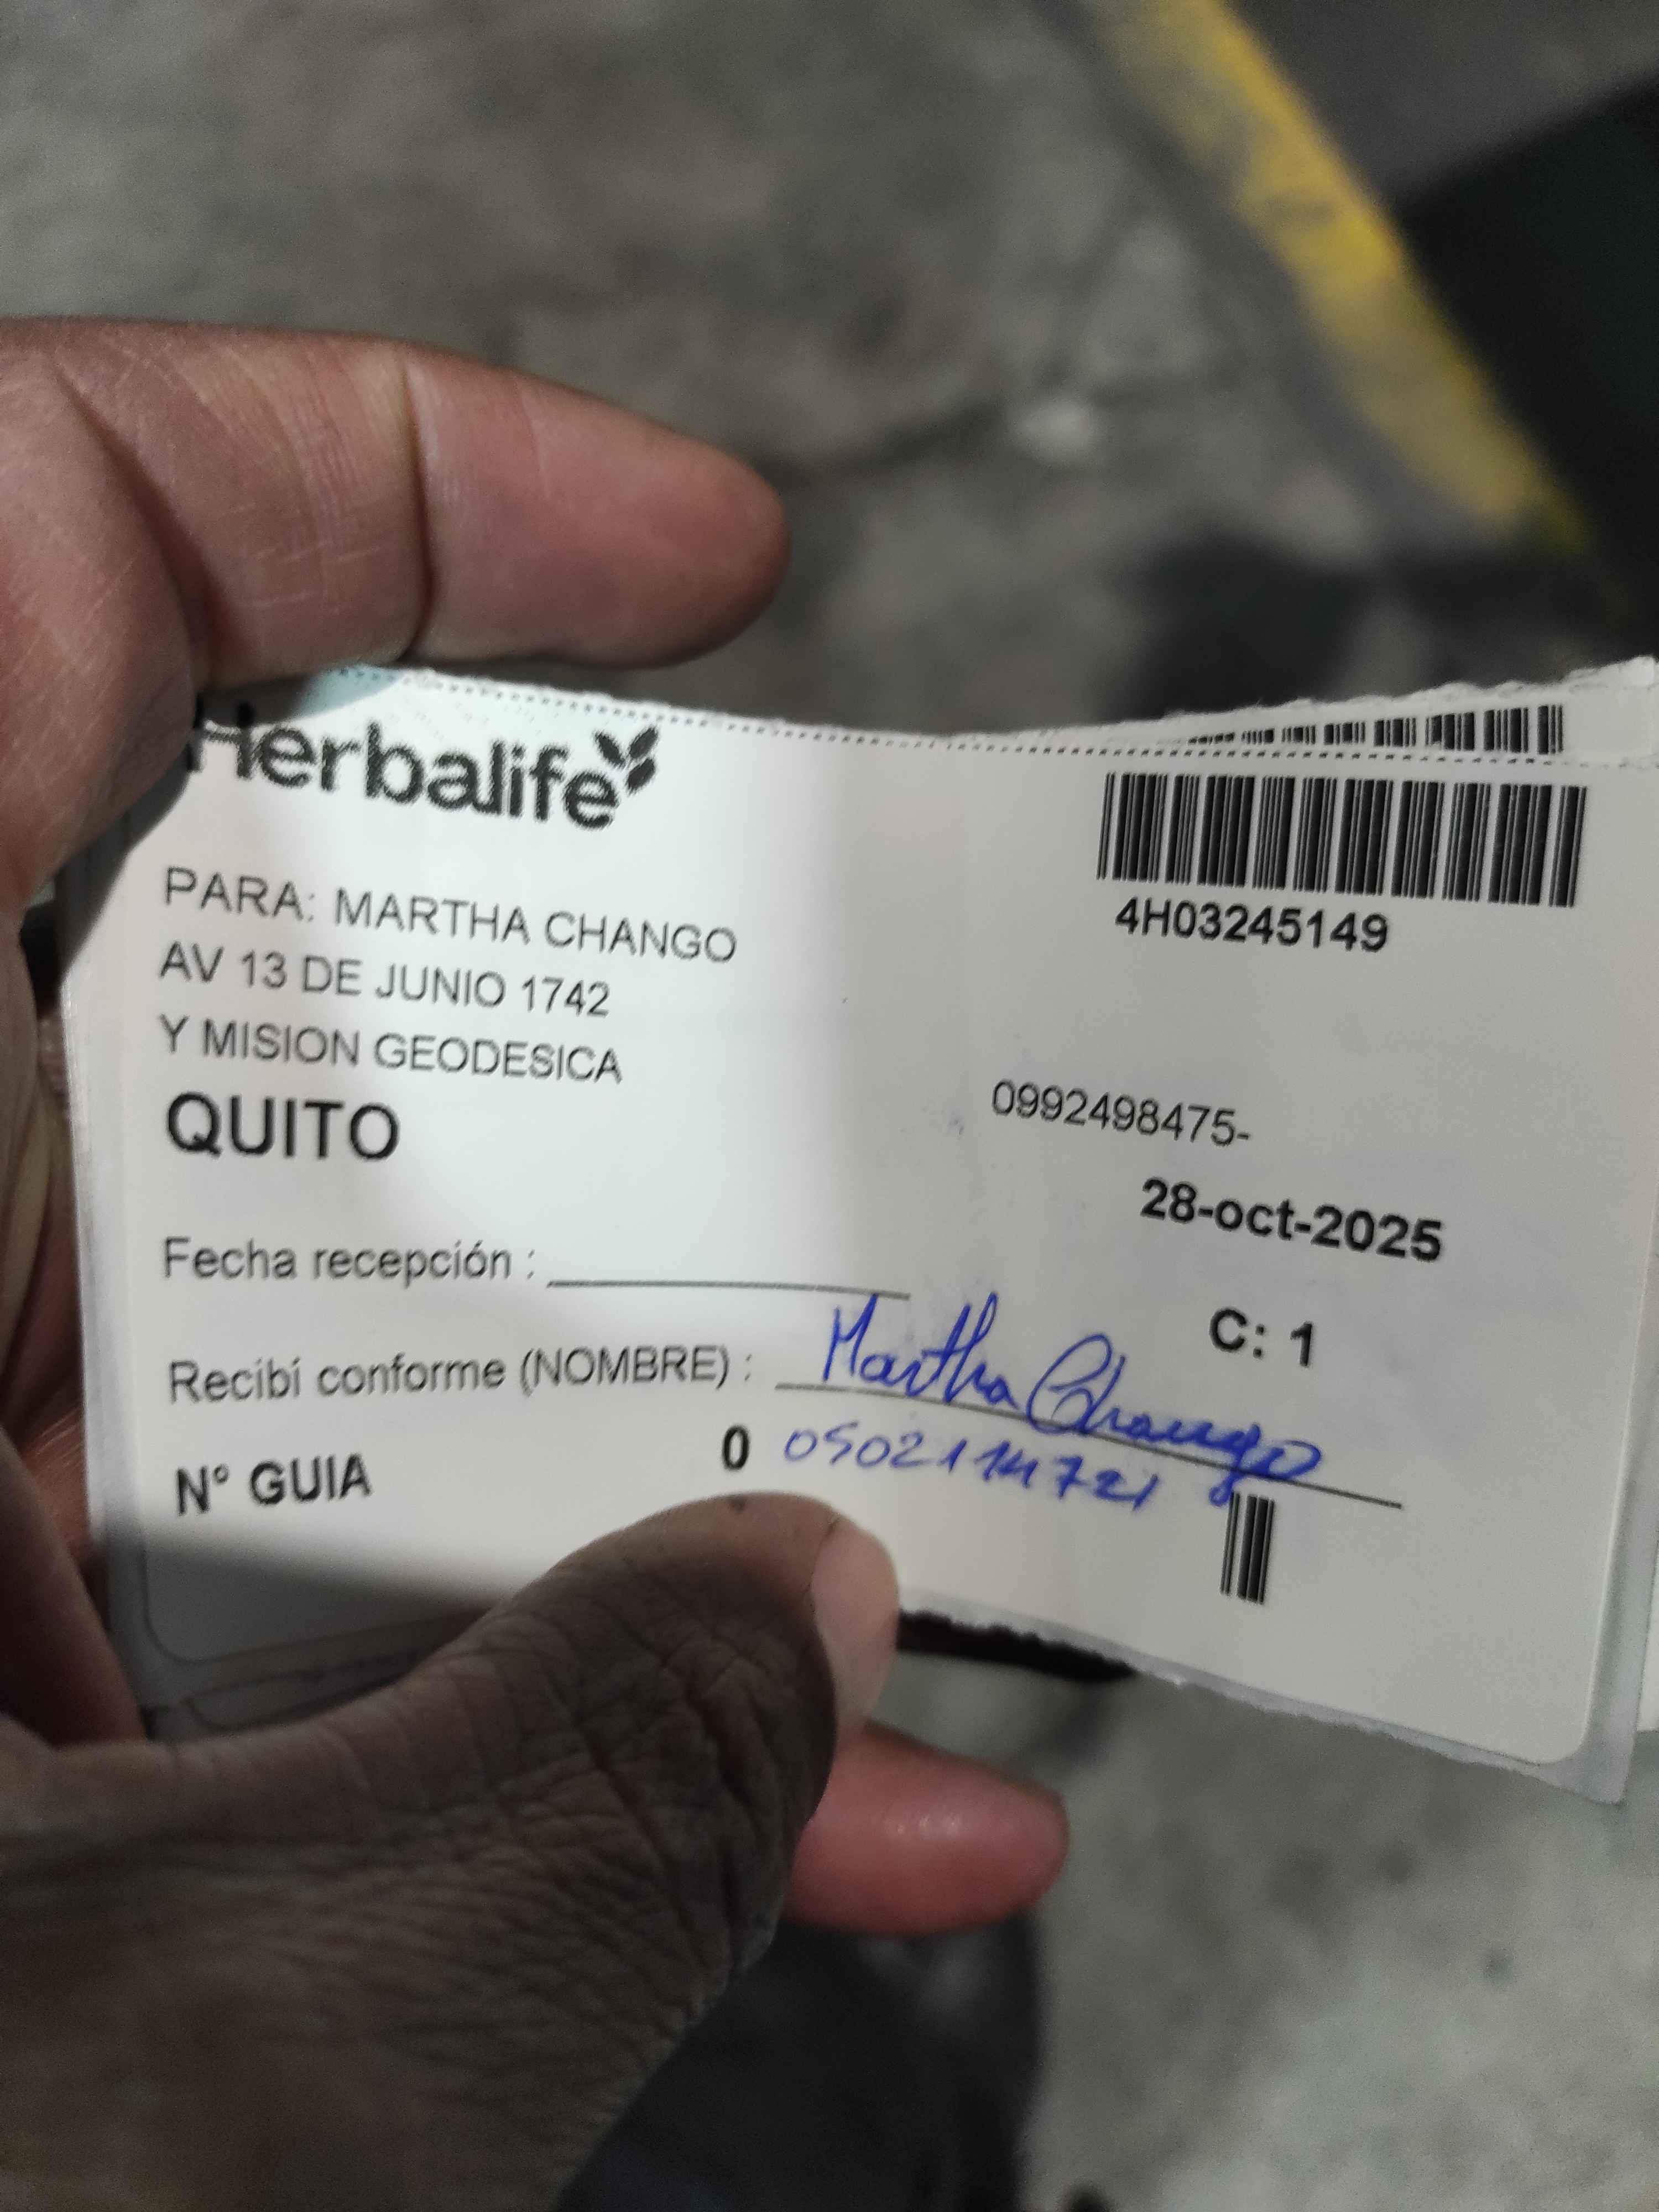 Herbalife
4H03245149
PARA: MARTHA CHANGO
AV 13 DE JUNIO 1742
Y MISION GEODESICA
QUITO
0992498475-
28-oct-2025
Fecha recepción :
C: 1
Recibí conforme (NOMBRE) : Martha Chango
N° GUIA 0 0502114721